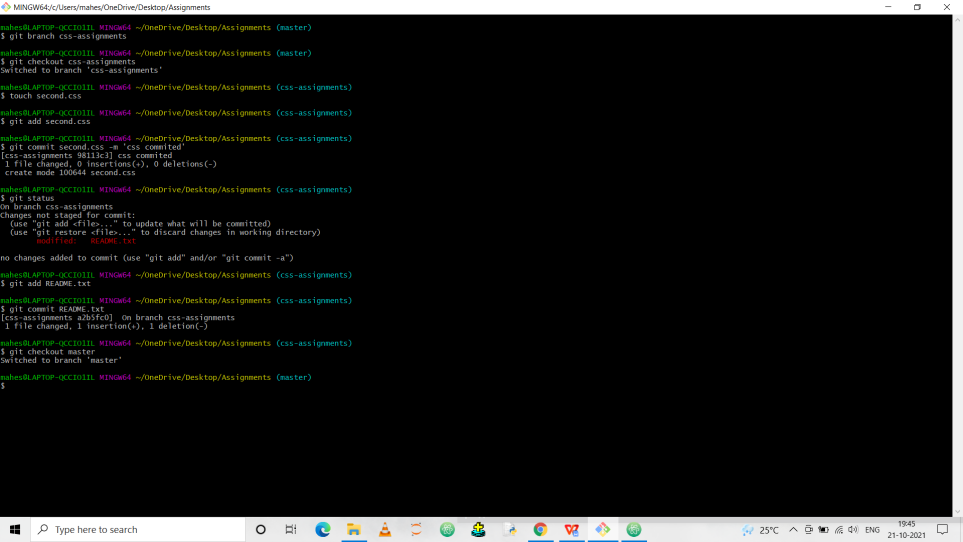 MINGW64:/c/Users/mahes/OneDrive/Desktop/Assignments
mahes@LAPTOP-QCCIO1IL MINGW64 ~/OneDrive/Desktop/Assignments (master)
$ git branch css-assignments
mahes@LAPTOP-QCCIO1IL MINGW64 ~/OneDrive/Desktop/Assignments (master)
$ git checkout css-assignments
Switched to branch 'css-assignments'
mahes@LAPTOP-QCCIO1IL MINGW64 ~/OneDrive/Desktop/Assignments (css-assignments)
$ touch second.css
mahes@LAPTOP-QCCIO1IL MINGW64 ~/OneDrive/Desktop/Assignments (css-assignments)
$ git add second.css
mahes@LAPTOP-QCCIO1IL MINGW64 ~/OneDrive/Desktop/Assignments (css-assignments)
$ git commit second.css -m 'css commited'
[css-assignments 98113c3] css commited
1 file changed, 0 insertions(+), 0 deletions(-)
create mode 100644 second.css
mahes@LAPTOP-QCCIO1IL MINGW64 ~/OneDrive/Desktop/Assignments (css-assignments)
$ git status
On branch css-assignments
Changes not staged for commit:
(use "git add <file>..." to update what will be committed)
(use "git restore <file>..." to discard changes in working directory)
modified: README.txt
no changes added to commit (use "git add" and/or "git commit -a")
mahes@LAPTOP-QCCIO1IL MINGW64 ~/OneDrive/Desktop/Assignments (css-assignments)
$ git add README.txt
mahes@LAPTOP-QCCIO1IL MINGW64 ~/OneDrive/Desktop/Assignments (css-assignments)
$ git commit README.txt
[css-assignments a2b5fc0] On branch css-assignments
1 file changed, 1 insertion(+), 1 deletion(-)
mahes@LAPTOP-QCCIO1IL MINGW64 ~/OneDrive/Desktop/Assignments (css-assignments)
$ git checkout master
Switched to branch 'master'
mahes@LAPTOP-QCCIO1IL MINGW64 ~/OneDrive/Desktop/Assignments (master)
$
Type here to search
25°C
ENG
19:45
21-10-2021